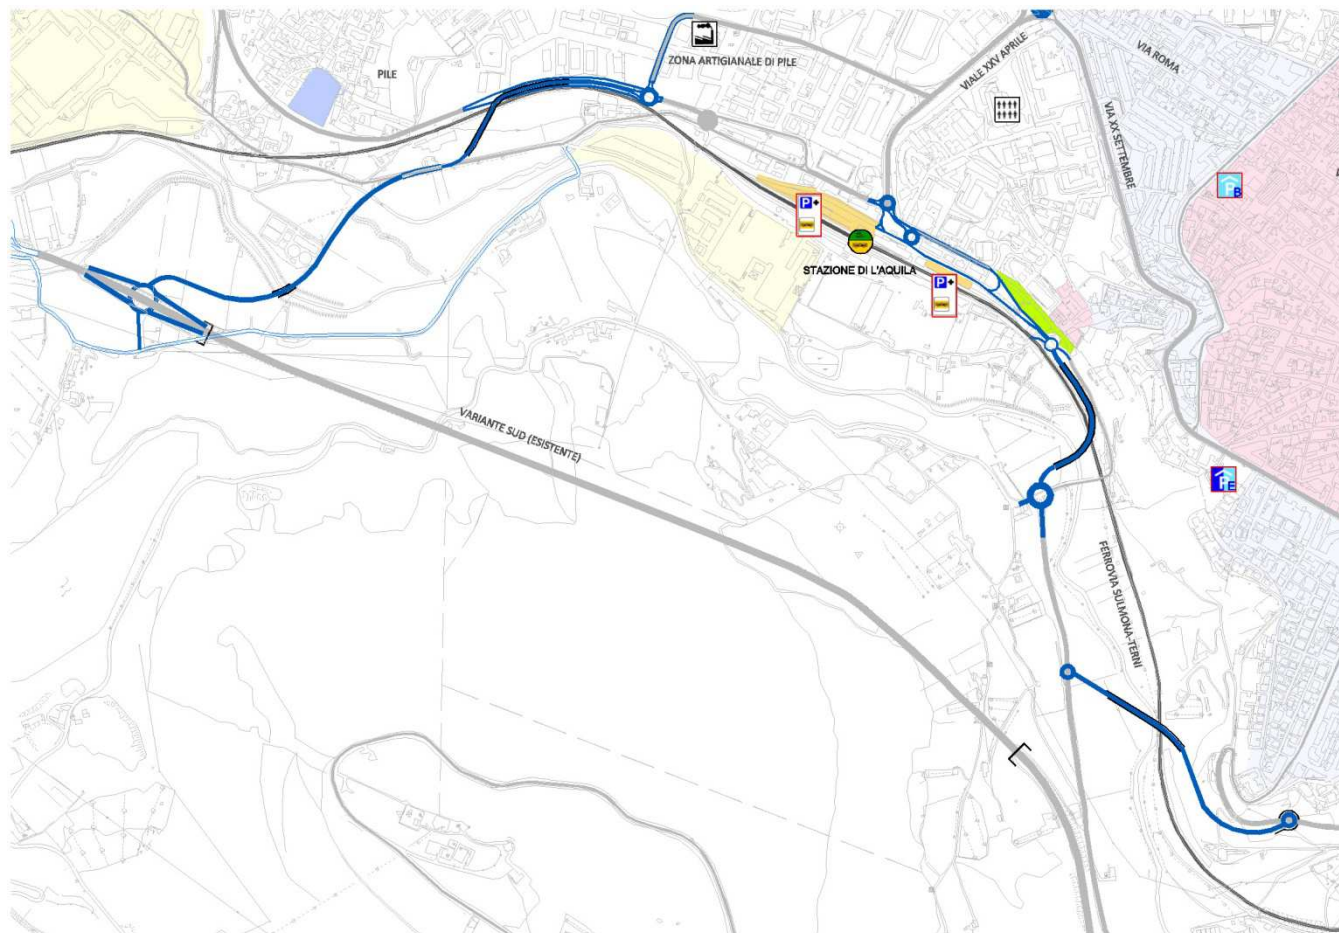 PILE
ZONA ARTIGIANALE DI PILE
VIALE XXV APRILE
VIA ROMA
VIA XX SETTEMBRE
P B
P+
STAZIONE DI L'AQUILA
P+
VARIANTE SUD (ESISTENTE)
P E
FERROVIA SULMONA-TERNI